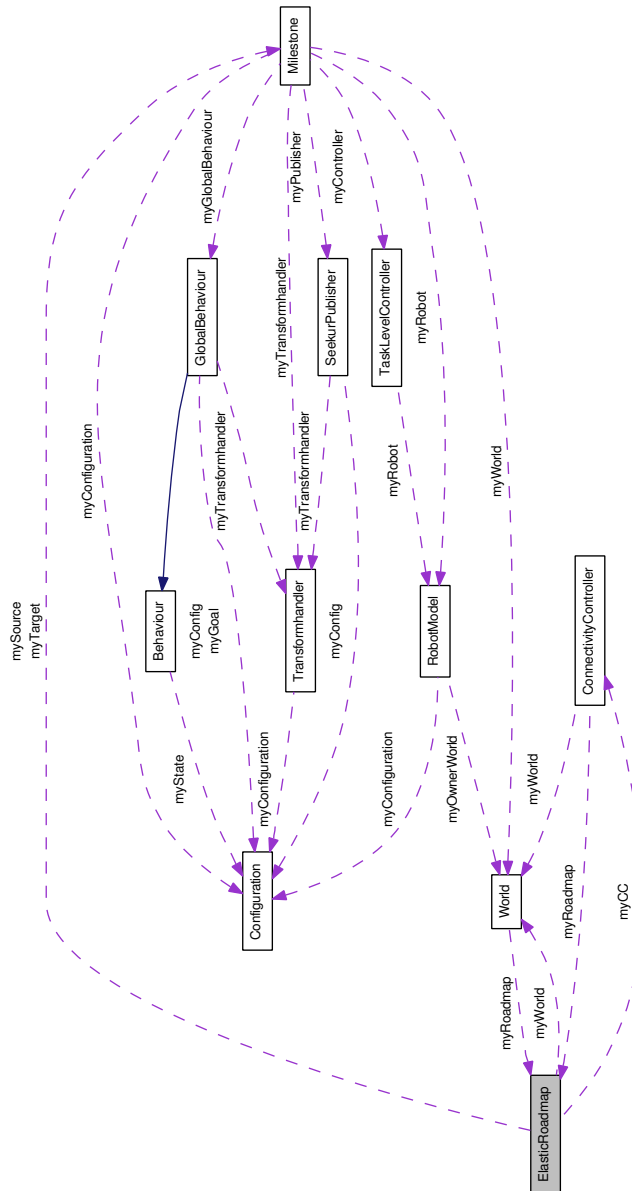 Milestone
myGlobalBehaviour
myPublisher
myController
GlobalBehaviour
SeekurPublisher
TaskLevelController
myTransformhandler
myRobot
myConfiguration
myTransformhandler
myTransformhandler
myRobot
myWorld
mySource
myTarget
Behaviour
myConfig
myGoal
Transformhandler
myConfig
RobotModel
ConnectivityController
myState
myConfiguration
myConfiguration
myOwnerWorld
myWorld
Configuration
World
myRoadmap
myCC
myRoadmap
myWorld
ElasticRoadmap